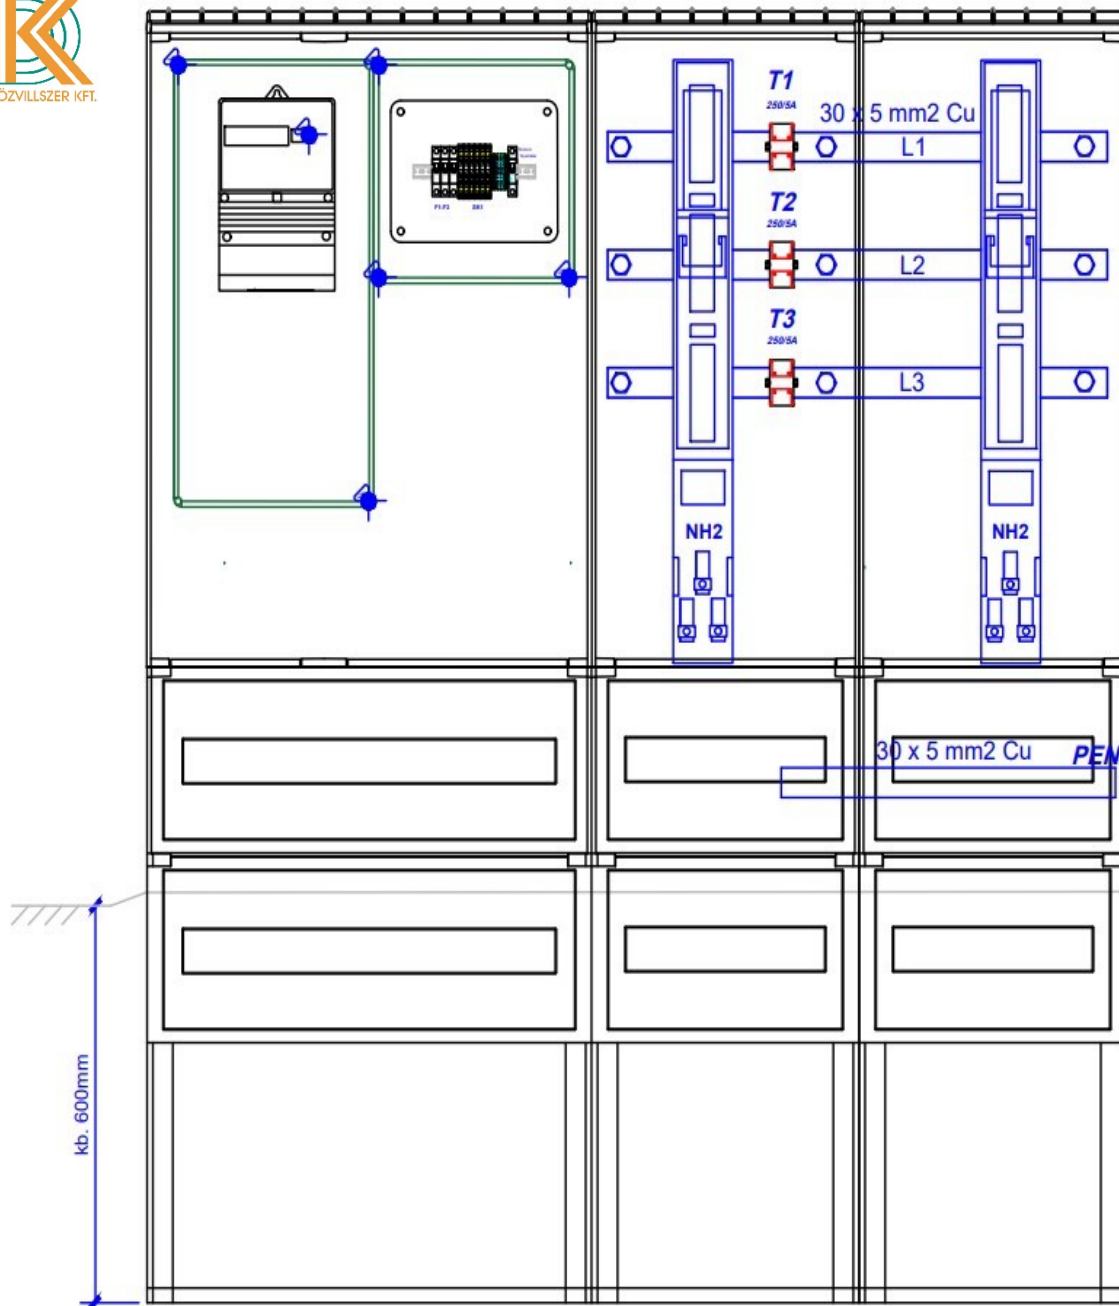 ÖZVILLSZER KFT.
T1
250/5A
30 x 5 mm2 Cu
L1
T2
250/5A
L2
T3
250/5A
L3
NH2
NH2
30 x 5 mm2 Cu
PEN
kb. 600mm